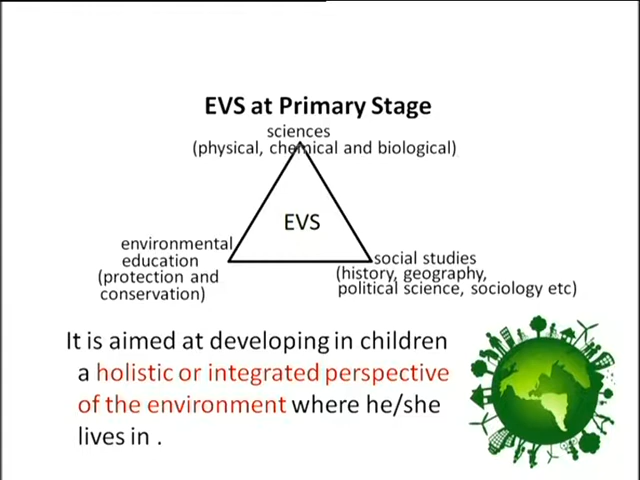 EVS at Primary Stage
sciences
(physical, chemical and biological)
EVS
environmental
education
(protection and
conservation)
social studies
(history, geography,
political science, sociology etc)
It is aimed at developing in children
a holistic or integrated perspective
of the environment where he/she
lives in .